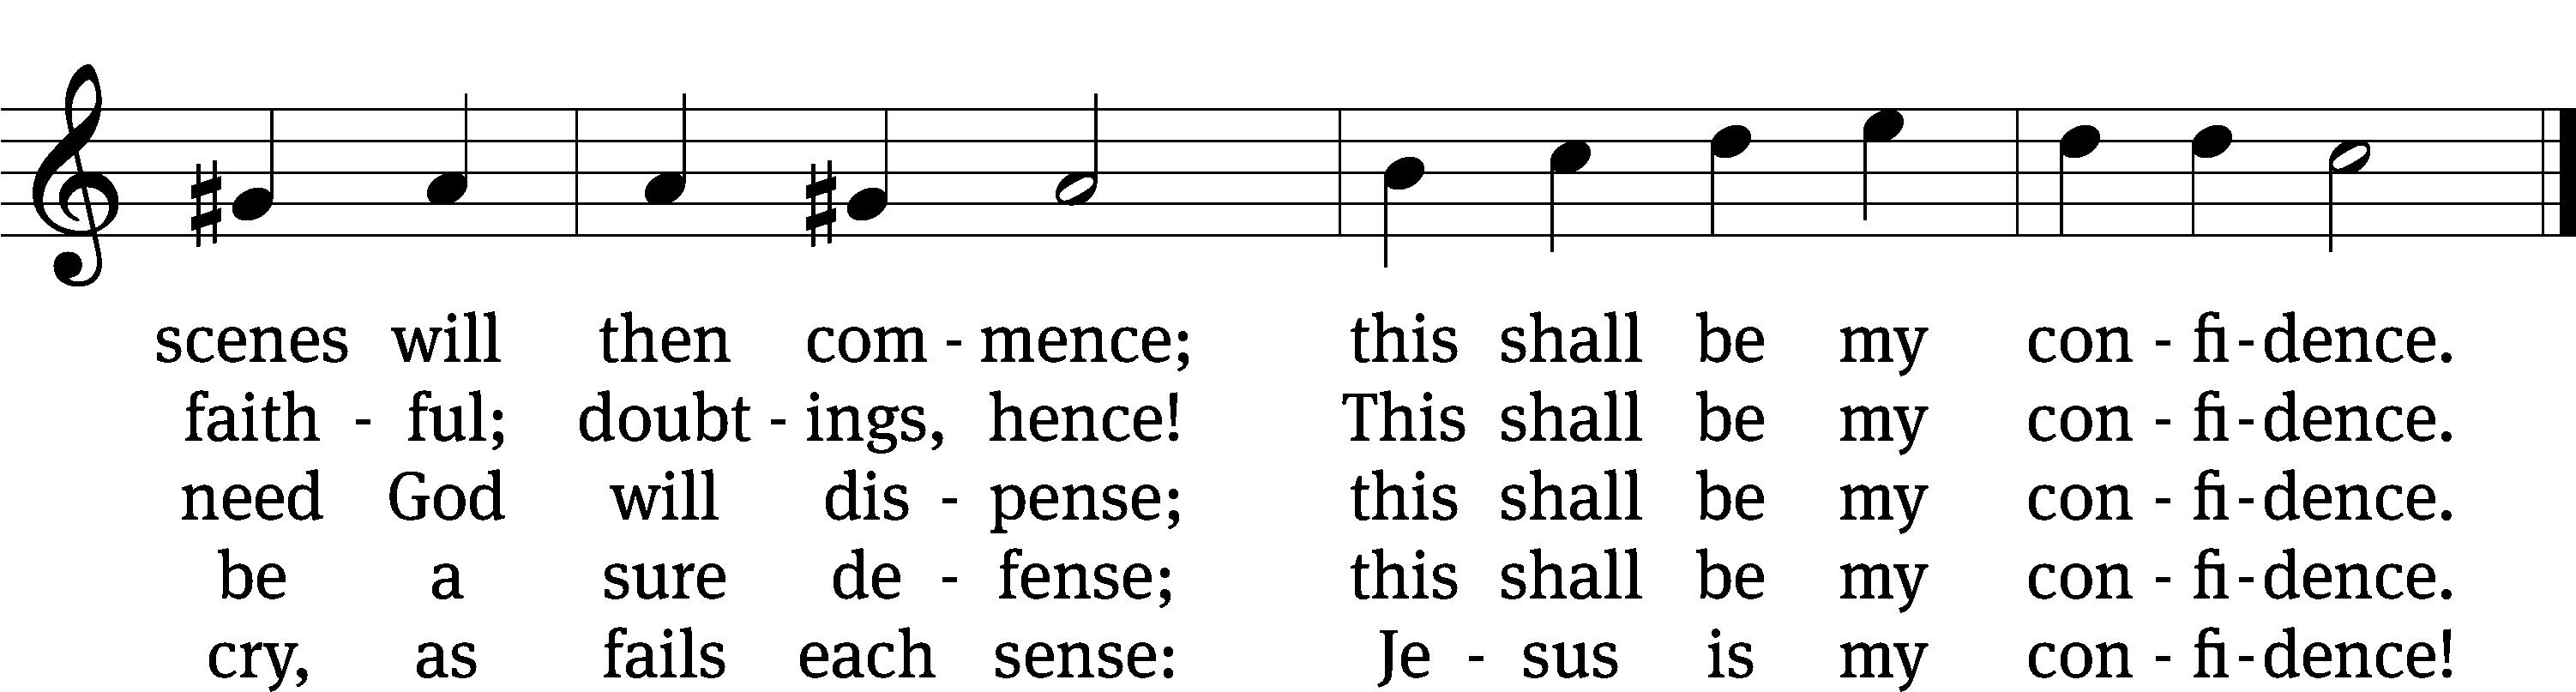 scenes will then com - mence; this shall be my con - fi - dence.
faith - ful; doubt - ings, hence! This shall be my con - fi - dence.
need God will dis - pense; this shall be my con - fi - dence.
be a sure de - fense; this shall be my con - fi - dence.
cry, as fails each sense: Je - sus is my con - fi - dence!